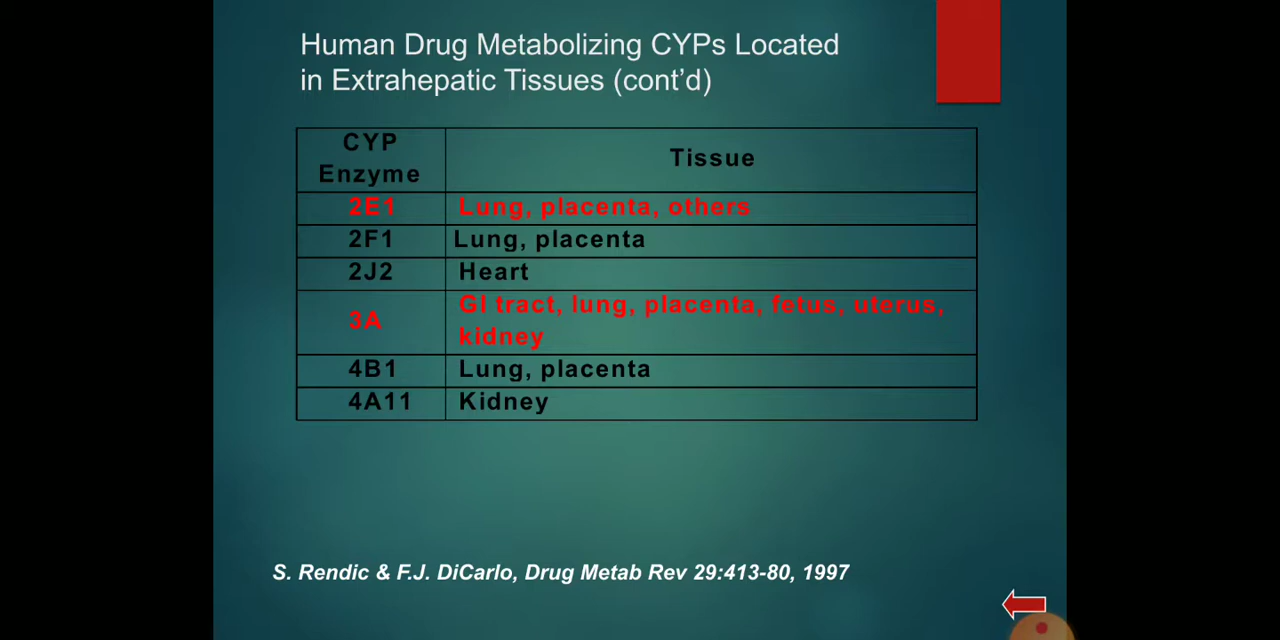 Human Drug Metabolizing CYPs Located
in Extrahepatic Tissues (cont'd)
CYP
Enzyme
Tissue
2E1 Lung, placenta, others
2F1 Lung, placenta
2J2 Heart
3A GI tract, lung, placenta, fetus, uterus,
kidney
4B1 Lung, placenta
4A11 Kidney
S. Rendic & F.J. DiCarlo, Drug Metab Rev 29:413-80, 1997